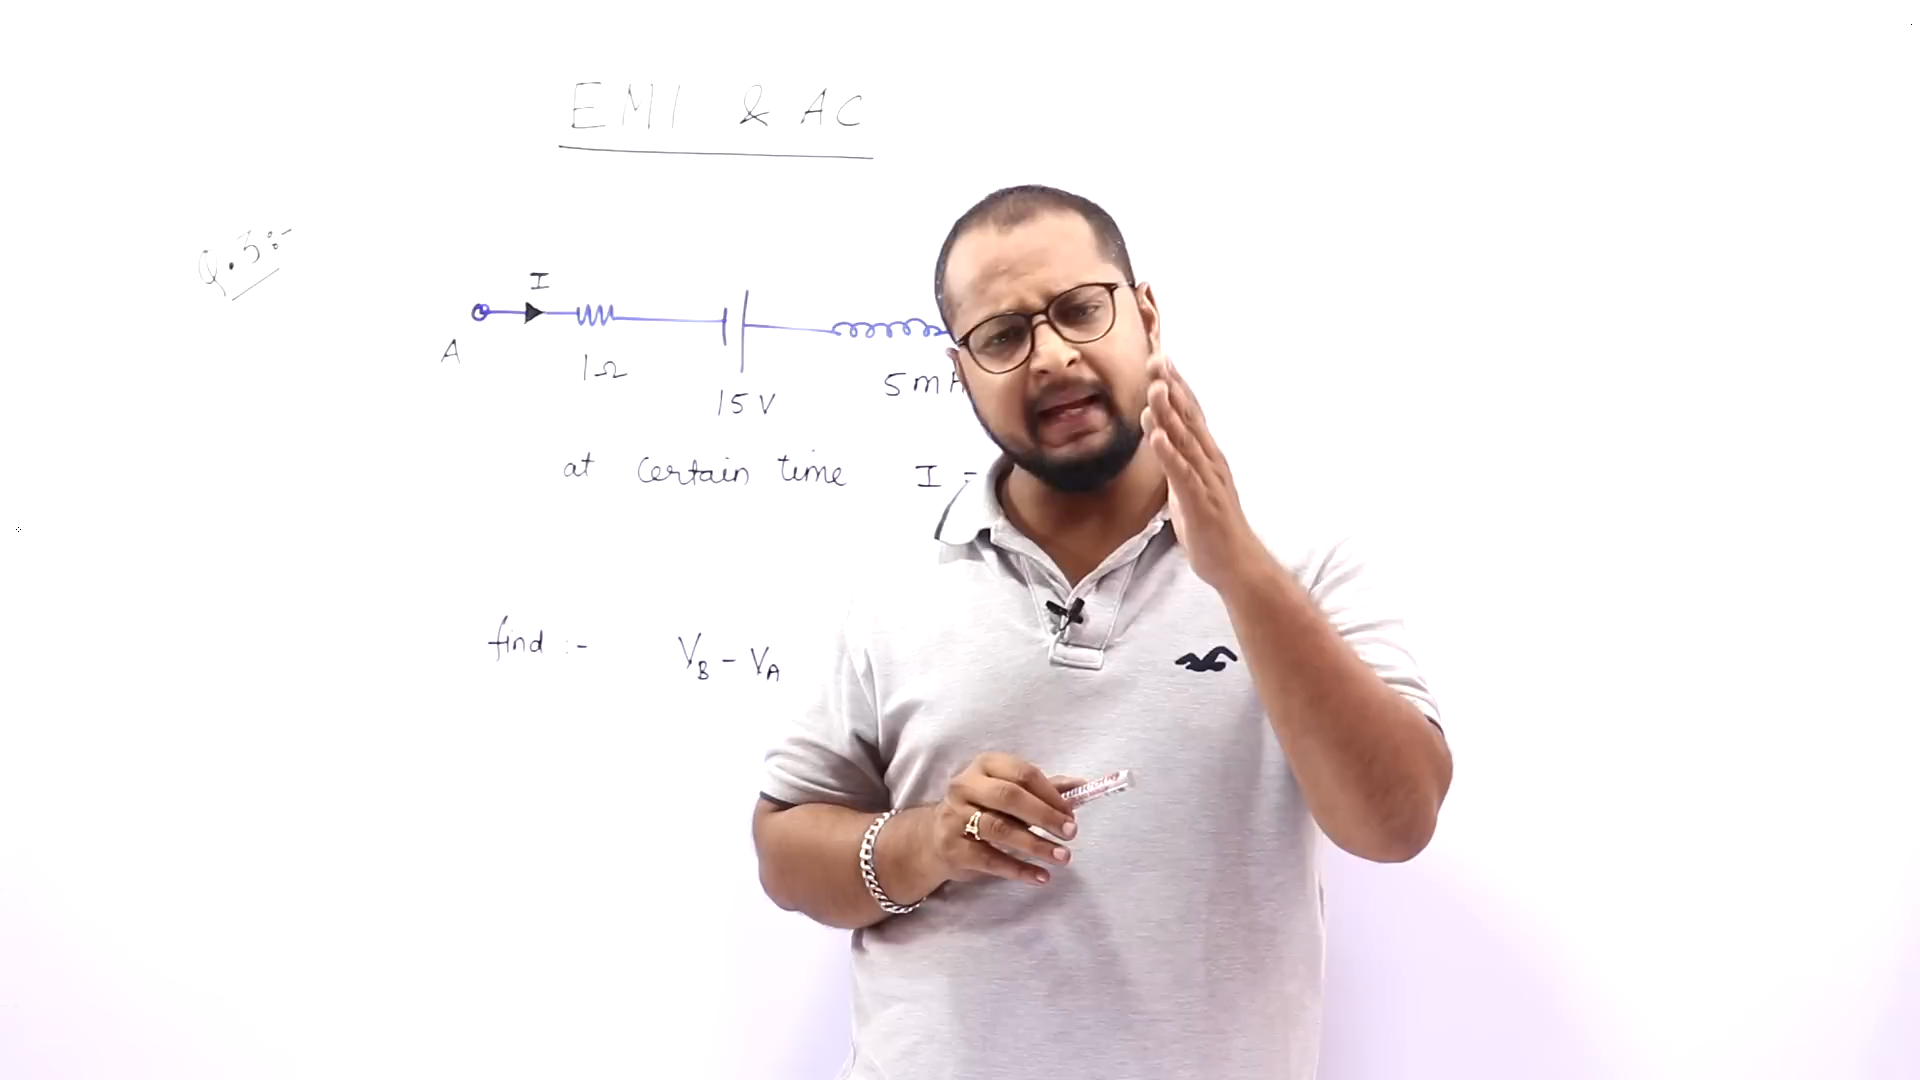 EMI & AC
Q.3:-
I
A
1Ω
15V
5mH
at certain time I =
find :- V_B - V_A